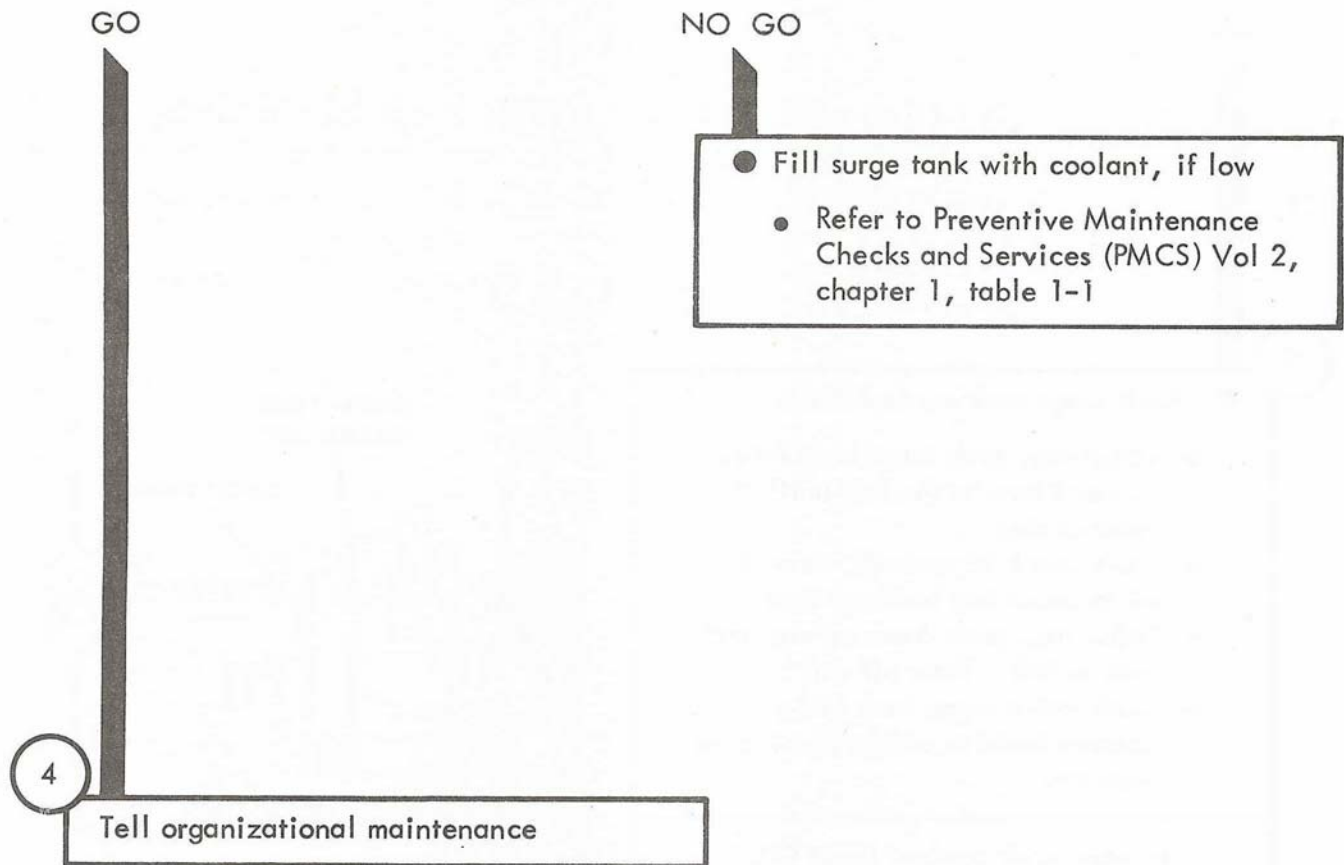 GO
NO GO
● Fill surge tank with coolant, if low
● Refer to Preventive Maintenance
Checks and Services (PMCS) Vol 2,
chapter 1, table 1-1
4
Tell organizational maintenance